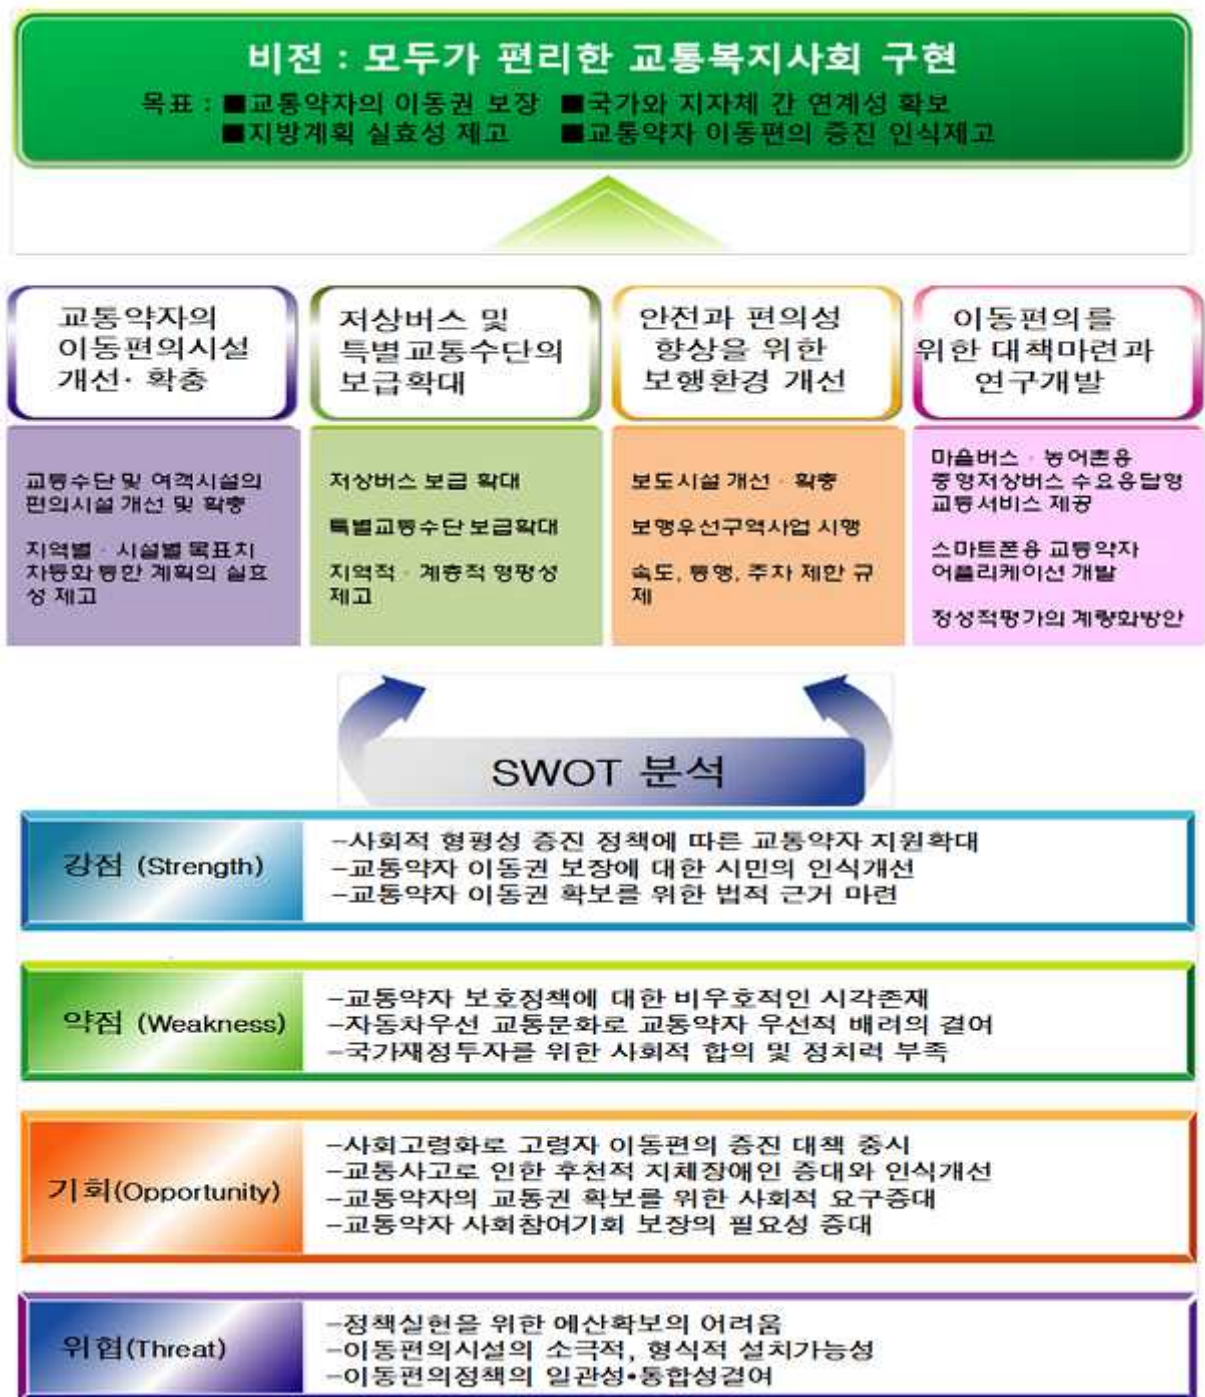 비전 : 모두가 편리한 교통복지사회 구현
목표 : ■교통약자의 이동권 보장 ■국가와 지자체 간 연계성 확보
■지방계획 실효성 제고 ■교통약자 이동편의 증진 인식제고
교통약자의
이동편의시설
개선· 확충
저상버스 및
특별교통수단의
보급확대
안전과 편의성
향상을 위한
보행환경 개선
이동편의를
위한 대책마련과
연구개발
교통수단 및 여객시설의
편의시설 개선 및 확충
지역별 · 시설별 목표치
차등화 통한 계획의 실효
성 제고
저상버스 보급 확대
특별교통수단 보급확대
지역적 · 계층적 형평성
제고
보도시설 개선 · 확충
보행우선구역사업 시행
속도, 통행, 주차 제한 규
제
마을버스 · 농어촌용
중형저상버스 수요응답형
교통서비스 제공
스마트폰용 교통약자
어플리케이션 개발
정성적평가의 계량화방안
SWOT 분석
강점 (Strength)
-사회적 형평성 증진 정책에 따른 교통약자 지원확대
-교통약자 이동권 보장에 대한 시민의 인식개선
-교통약자 이동권 확보를 위한 법적 근거 마련
약점 (Weakness)
-교통약자 보호정책에 대한 비우호적인 시각존재
-자동차우선 교통문화로 교통약자 우선적 배려의 결여
-국가재정투자를 위한 사회적 합의 및 정치력 부족
기회(Opportunity)
-사회고령화로 고령자 이동편의 증진 대책 중시
-교통사고로 인한 후천적 지체장애인 증대와 인식개선
-교통약자의 교통권 확보를 위한 사회적 요구증대
-교통약자 사회참여기회 보장의 필요성 증대
위협(Threat)
-정책실현을 위한 예산확보의 어려움
-이동편의시설의 소극적, 형식적 설치가능성
-이동편의정책의 일관성•통합성결여